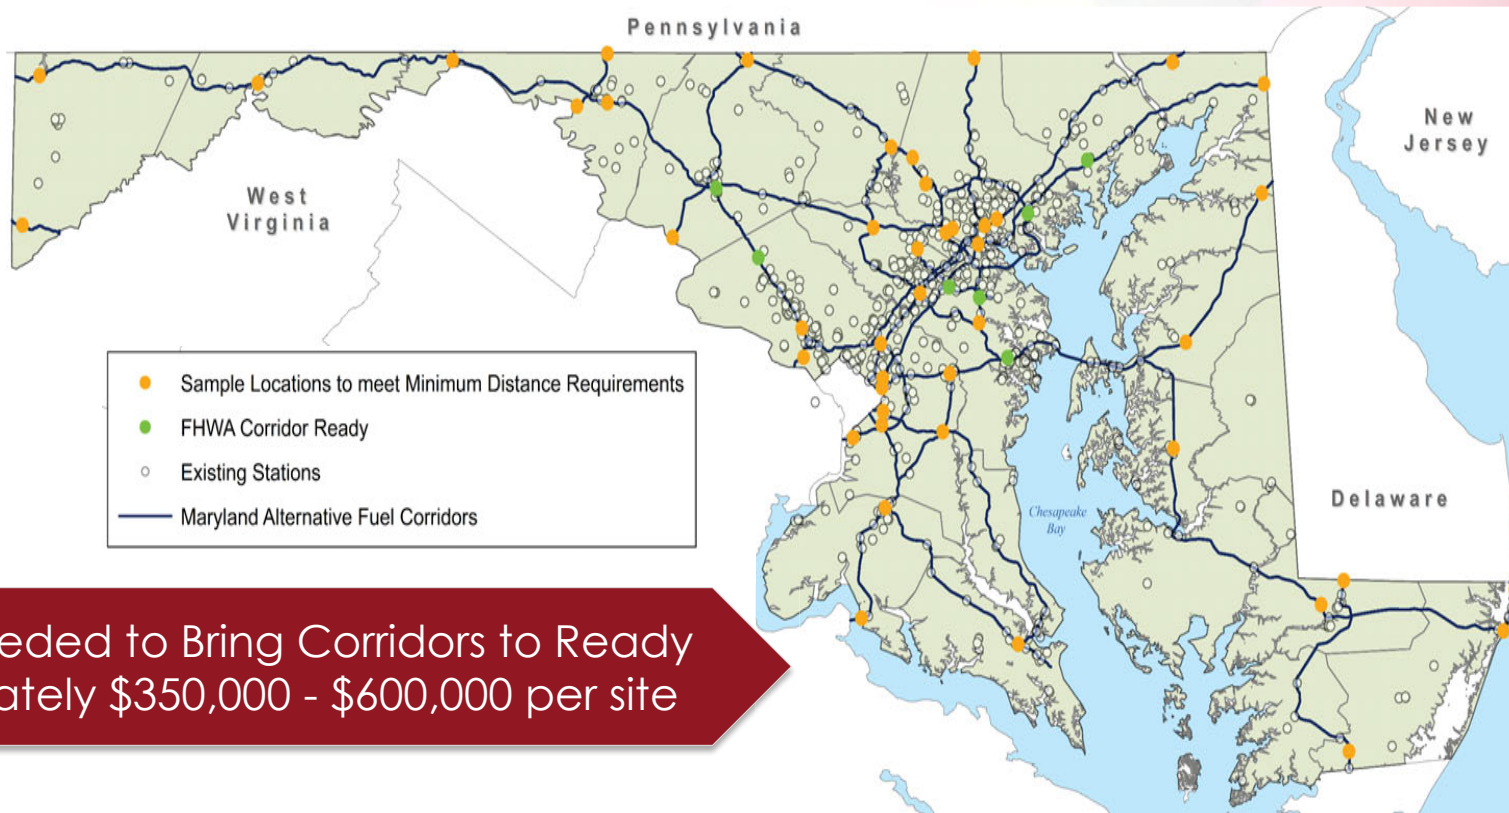 Pennsylvania
New
Jersey
West
Virginia
Sample Locations to meet Minimum Distance Requirements
FHWA Corridor Ready
Existing Stations
Maryland Alternative Fuel Corridors
Chesapeake
Bay
Delaware
eded to Bring Corridors to Ready
ately $350,000 - $600,000 per site